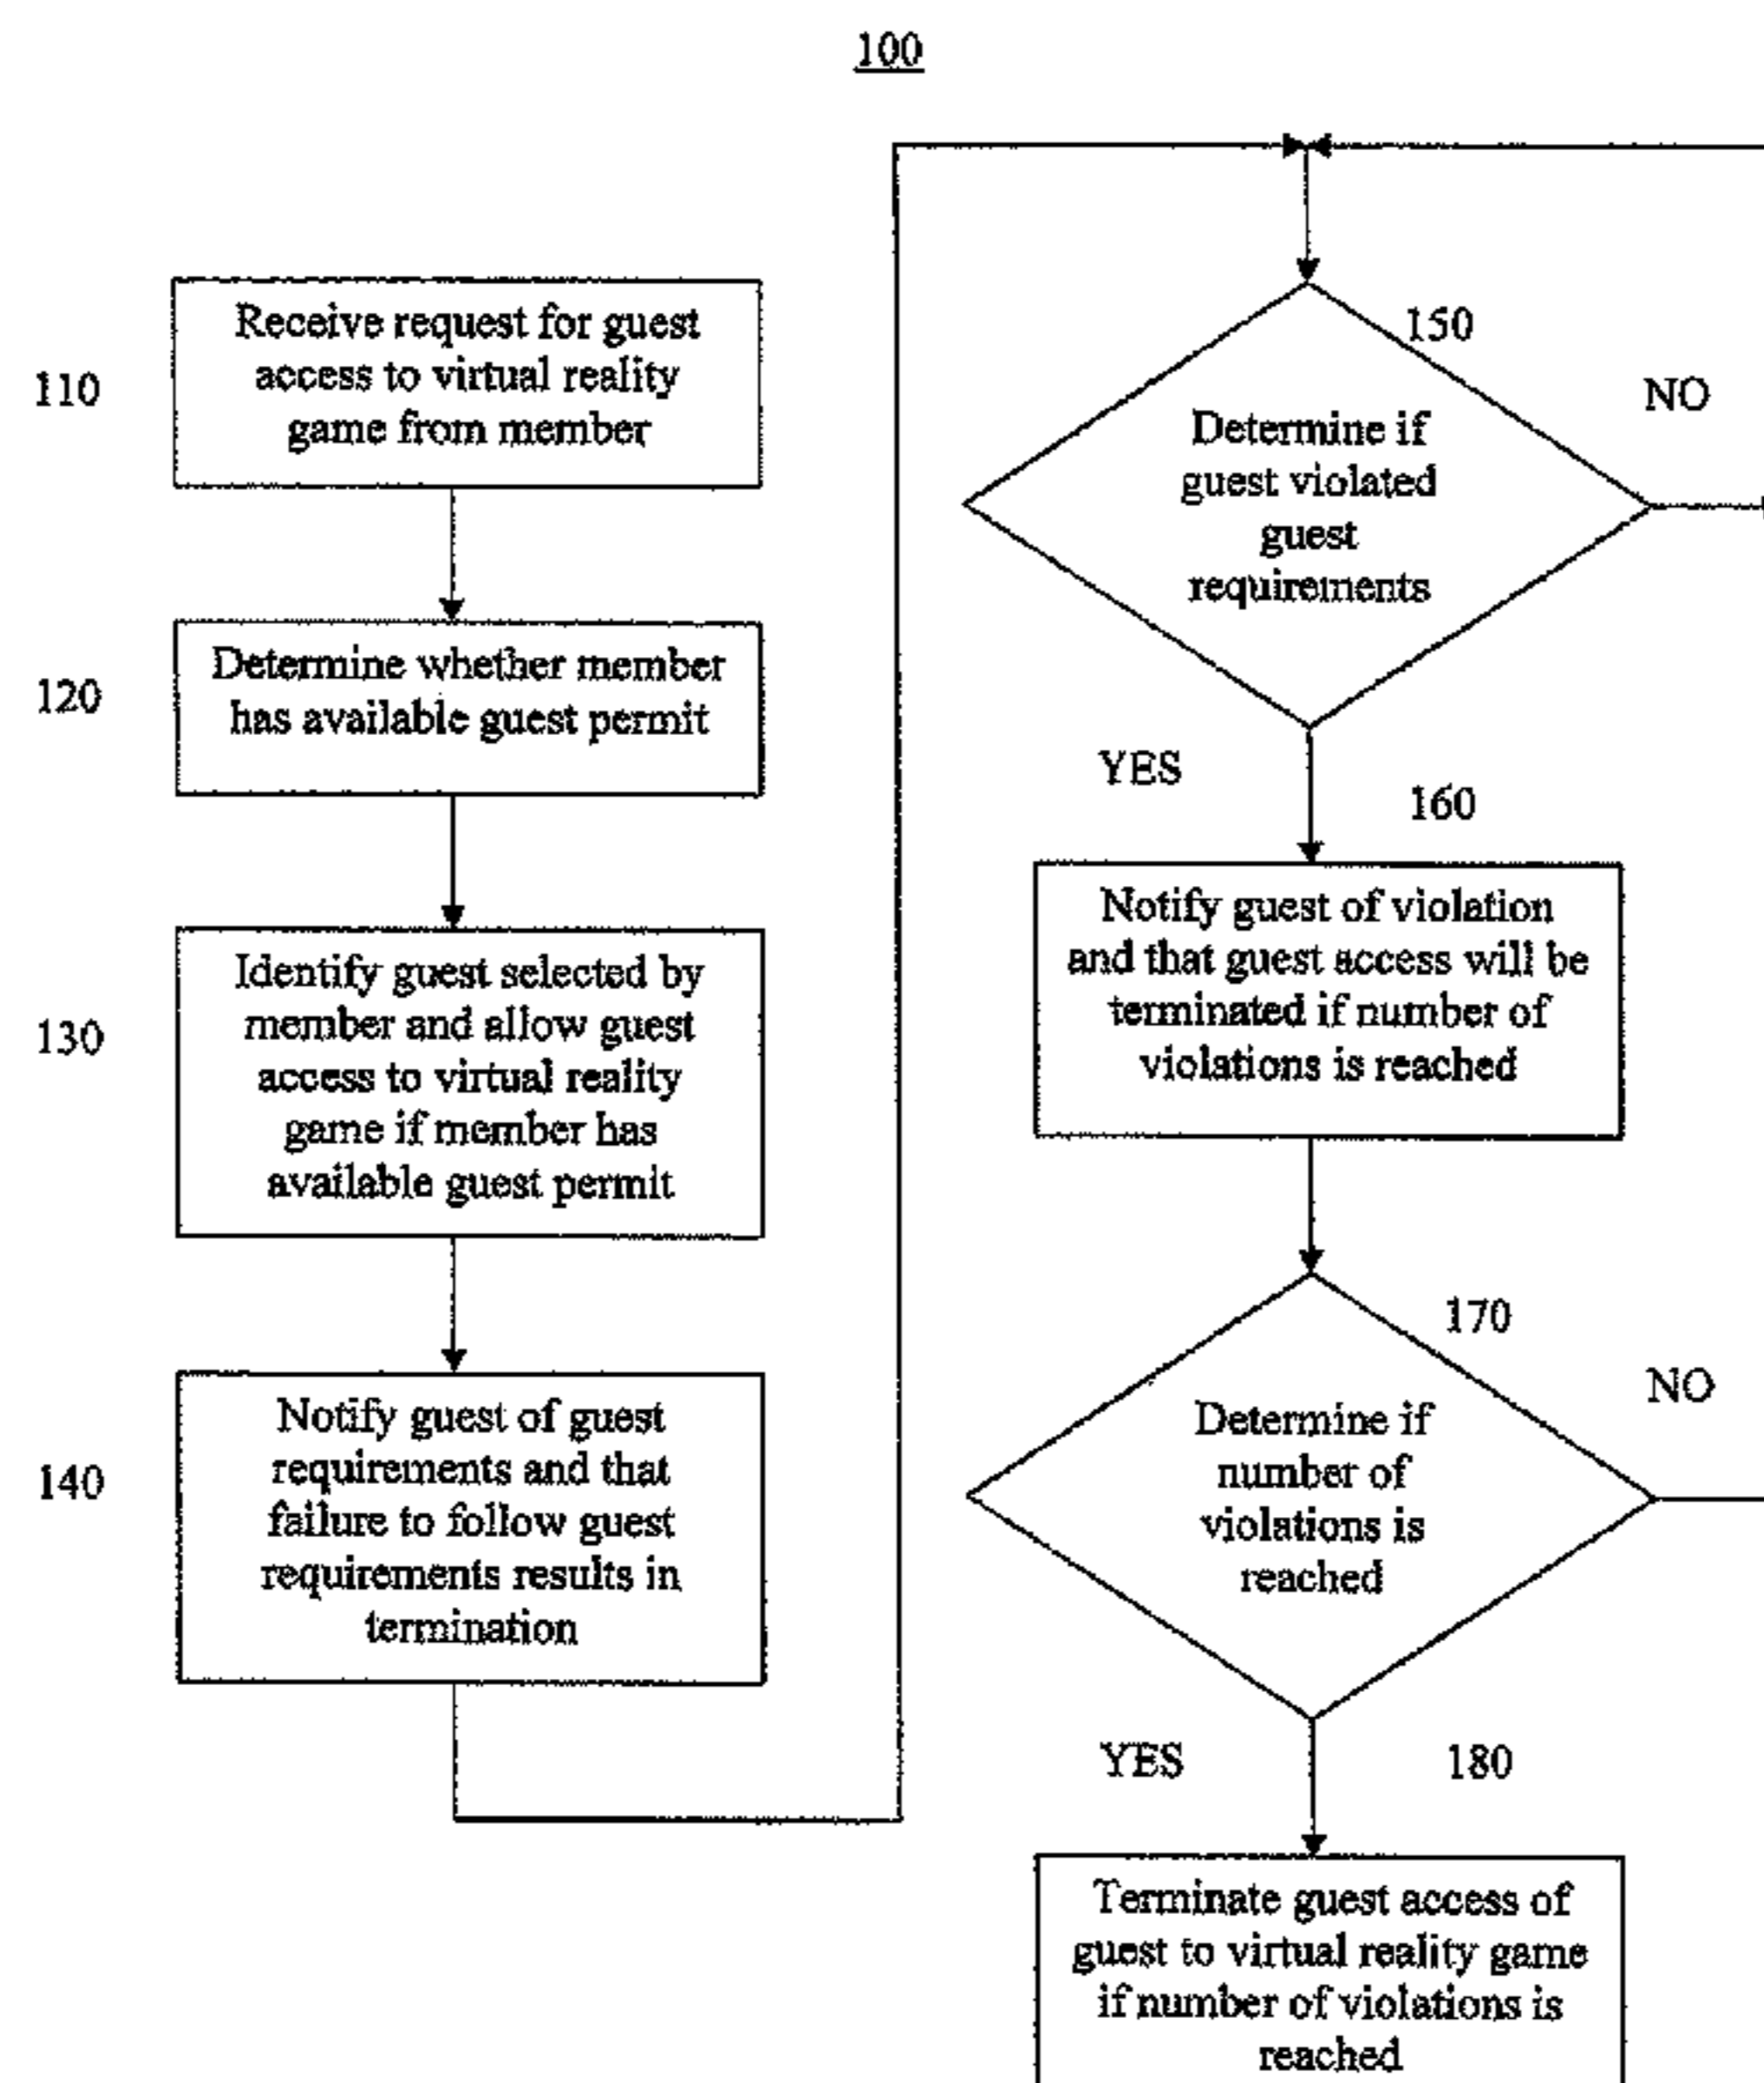 100
110
Receive request for guest
access to virtual reality
game from member
120
Determine whether member
has available guest permit
130
Identify guest selected by
member and allow guest
access to virtual reality
game if member has
available guest permit
140
Notify guest of guest
requirements and that
failure to follow guest
requirements results in
termination
150
NO
Determine if
guest violated
guest
requirements
YES
160
Notify guest of violation
and that guest access will be
terminated if number of
violations is reached
170
NO
Determine if
number of
violations is
reached
YES
180
Terminate guest access of
guest to virtual reality game
if number of violations is
reached